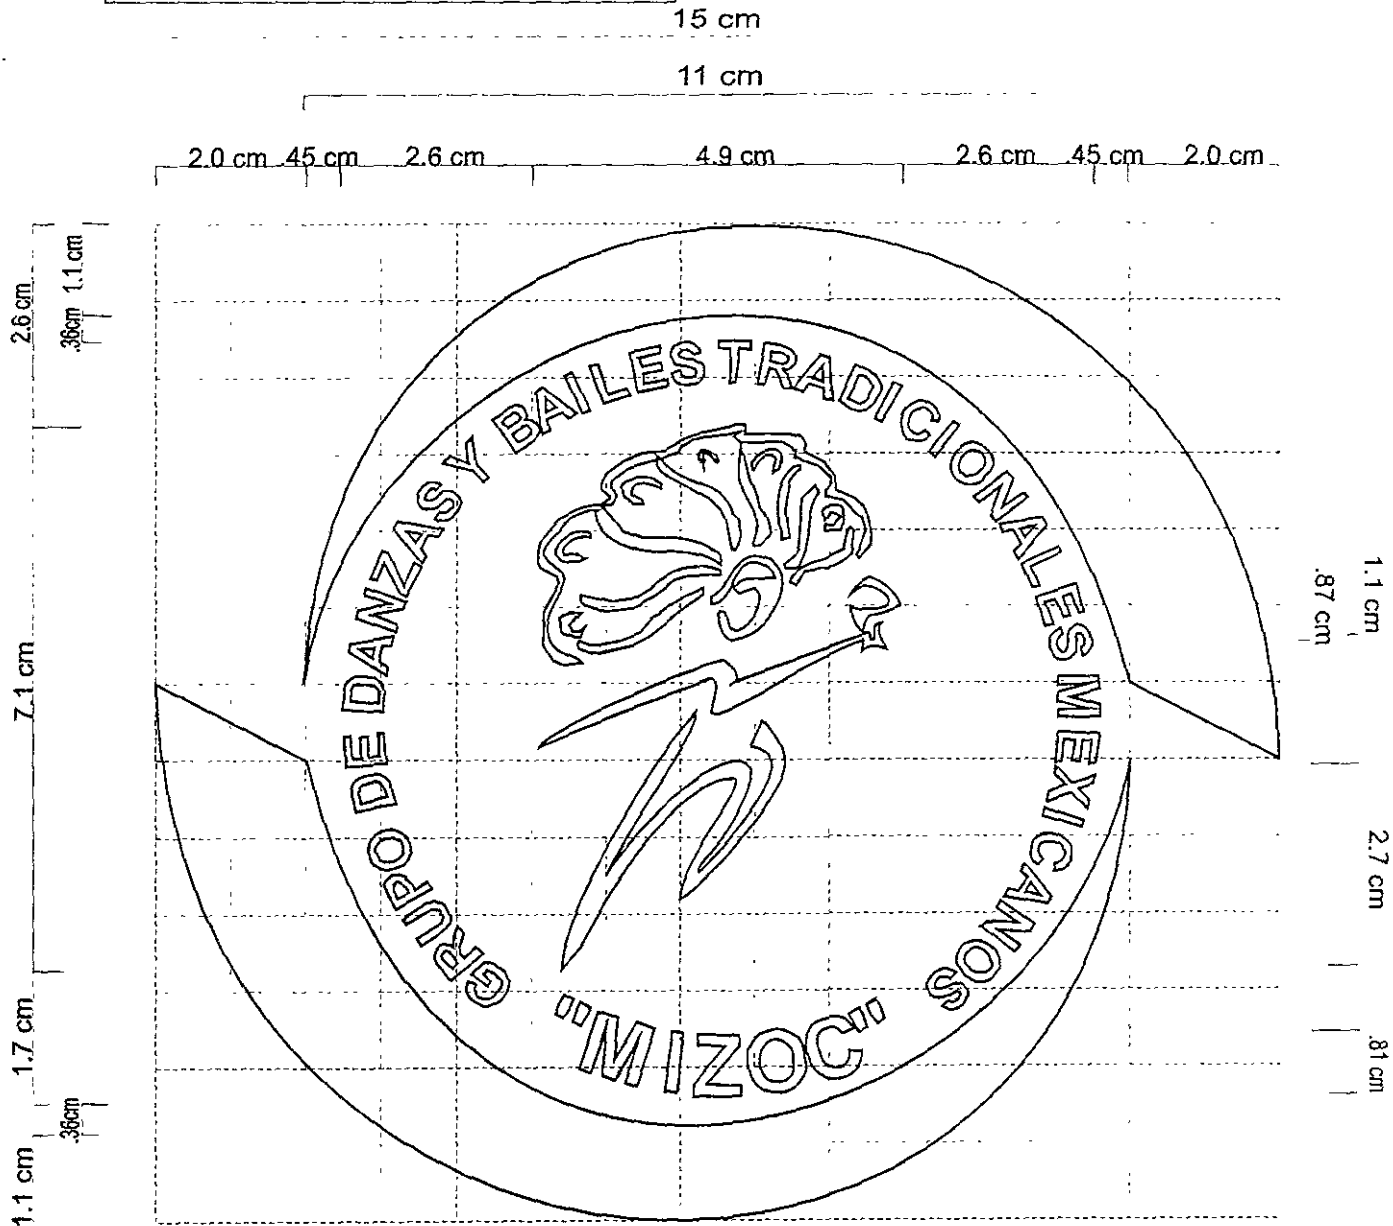 15 cm
11 cm
2.0 cm .45 cm 2.6 cm 4.9 cm 2.6 cm .45 cm 2.0 cm
1.1 cm
2.6 cm
.36cm
GRUPO DE DANZAS Y BAILES TRADICIONALES MEXICANOS
"MIZOC"
1.1 cm
.87 cm
7.1 cm
2.7 cm
1.7 cm
.81 cm
.36cm
1.1 cm